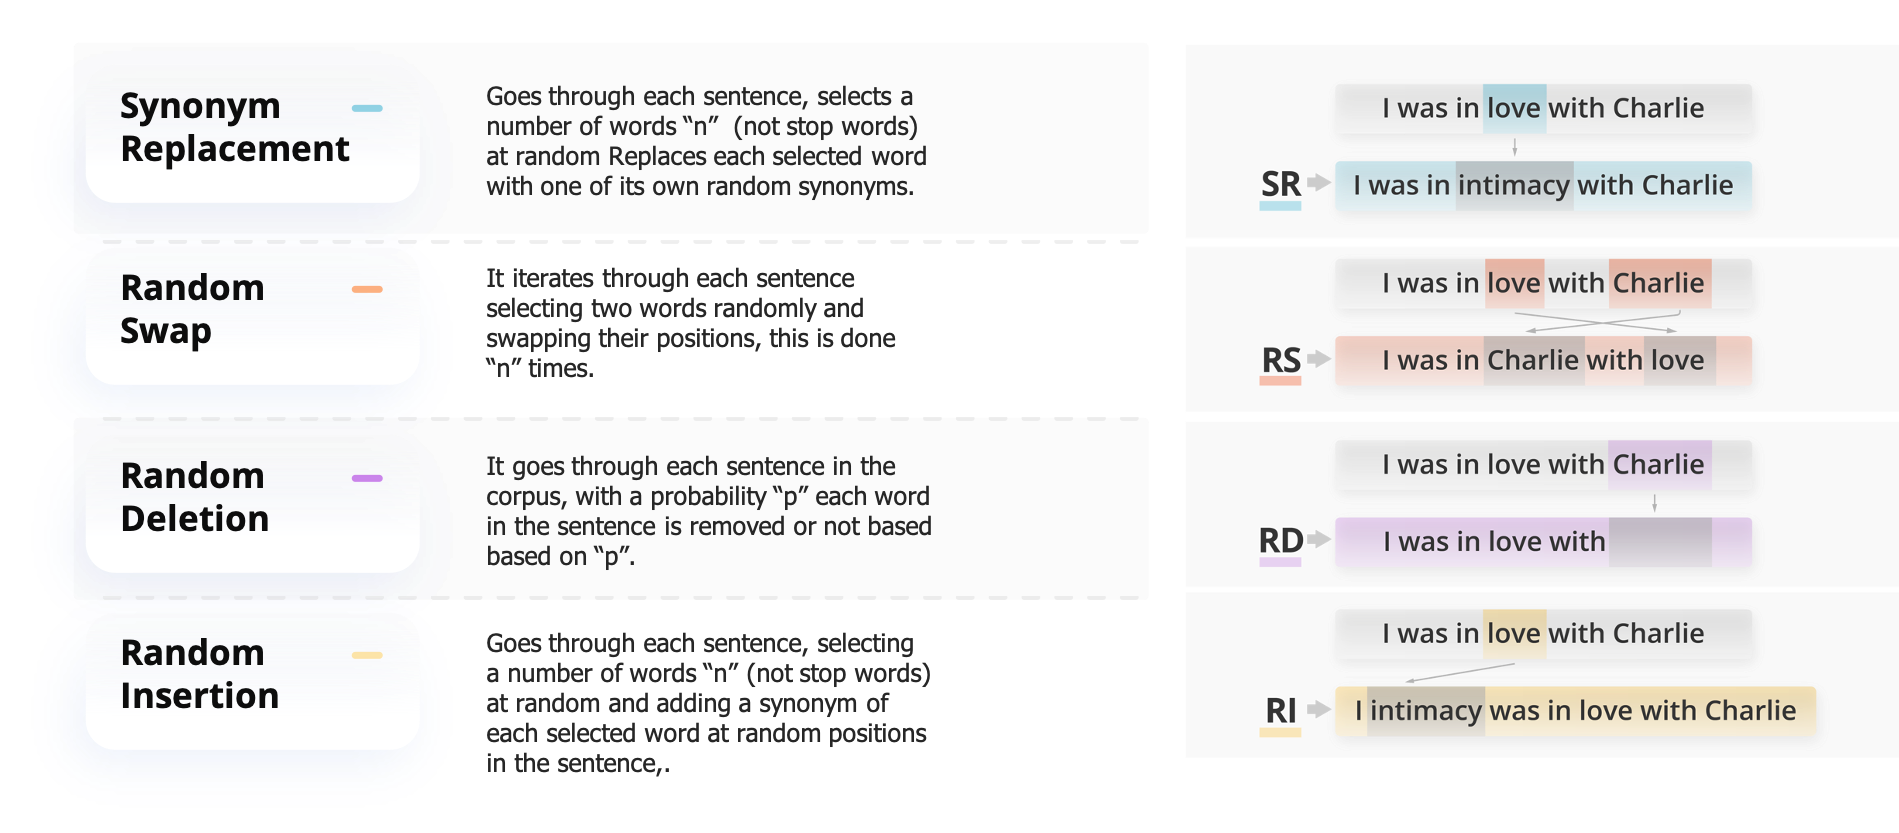 Synonym
Replacement
Goes through each sentence, selects a
number of words “n”  (not stop words)
at random Replaces each selected word
with one of its own random synonyms.
I was in love with Charlie
SR
I was in intimacy with Charlie
Random
Swap
It iterates through each sentence
selecting two words randomly and
swapping their positions, this is done
“n” times.
I was in love with Charlie
RS
I was in Charlie with love
Random
Deletion
It goes through each sentence in the
corpus, with a probability “p” each word
in the sentence is removed or not based
based on “p”.
I was in love with Charlie
RD
I was in love with
Random
Insertion
Goes through each sentence, selecting
a number of words “n” (not stop words)
at random and adding a synonym of
each selected word at random positions
in the sentence,.
I was in love with Charlie
RI
I intimacy was in love with Charlie